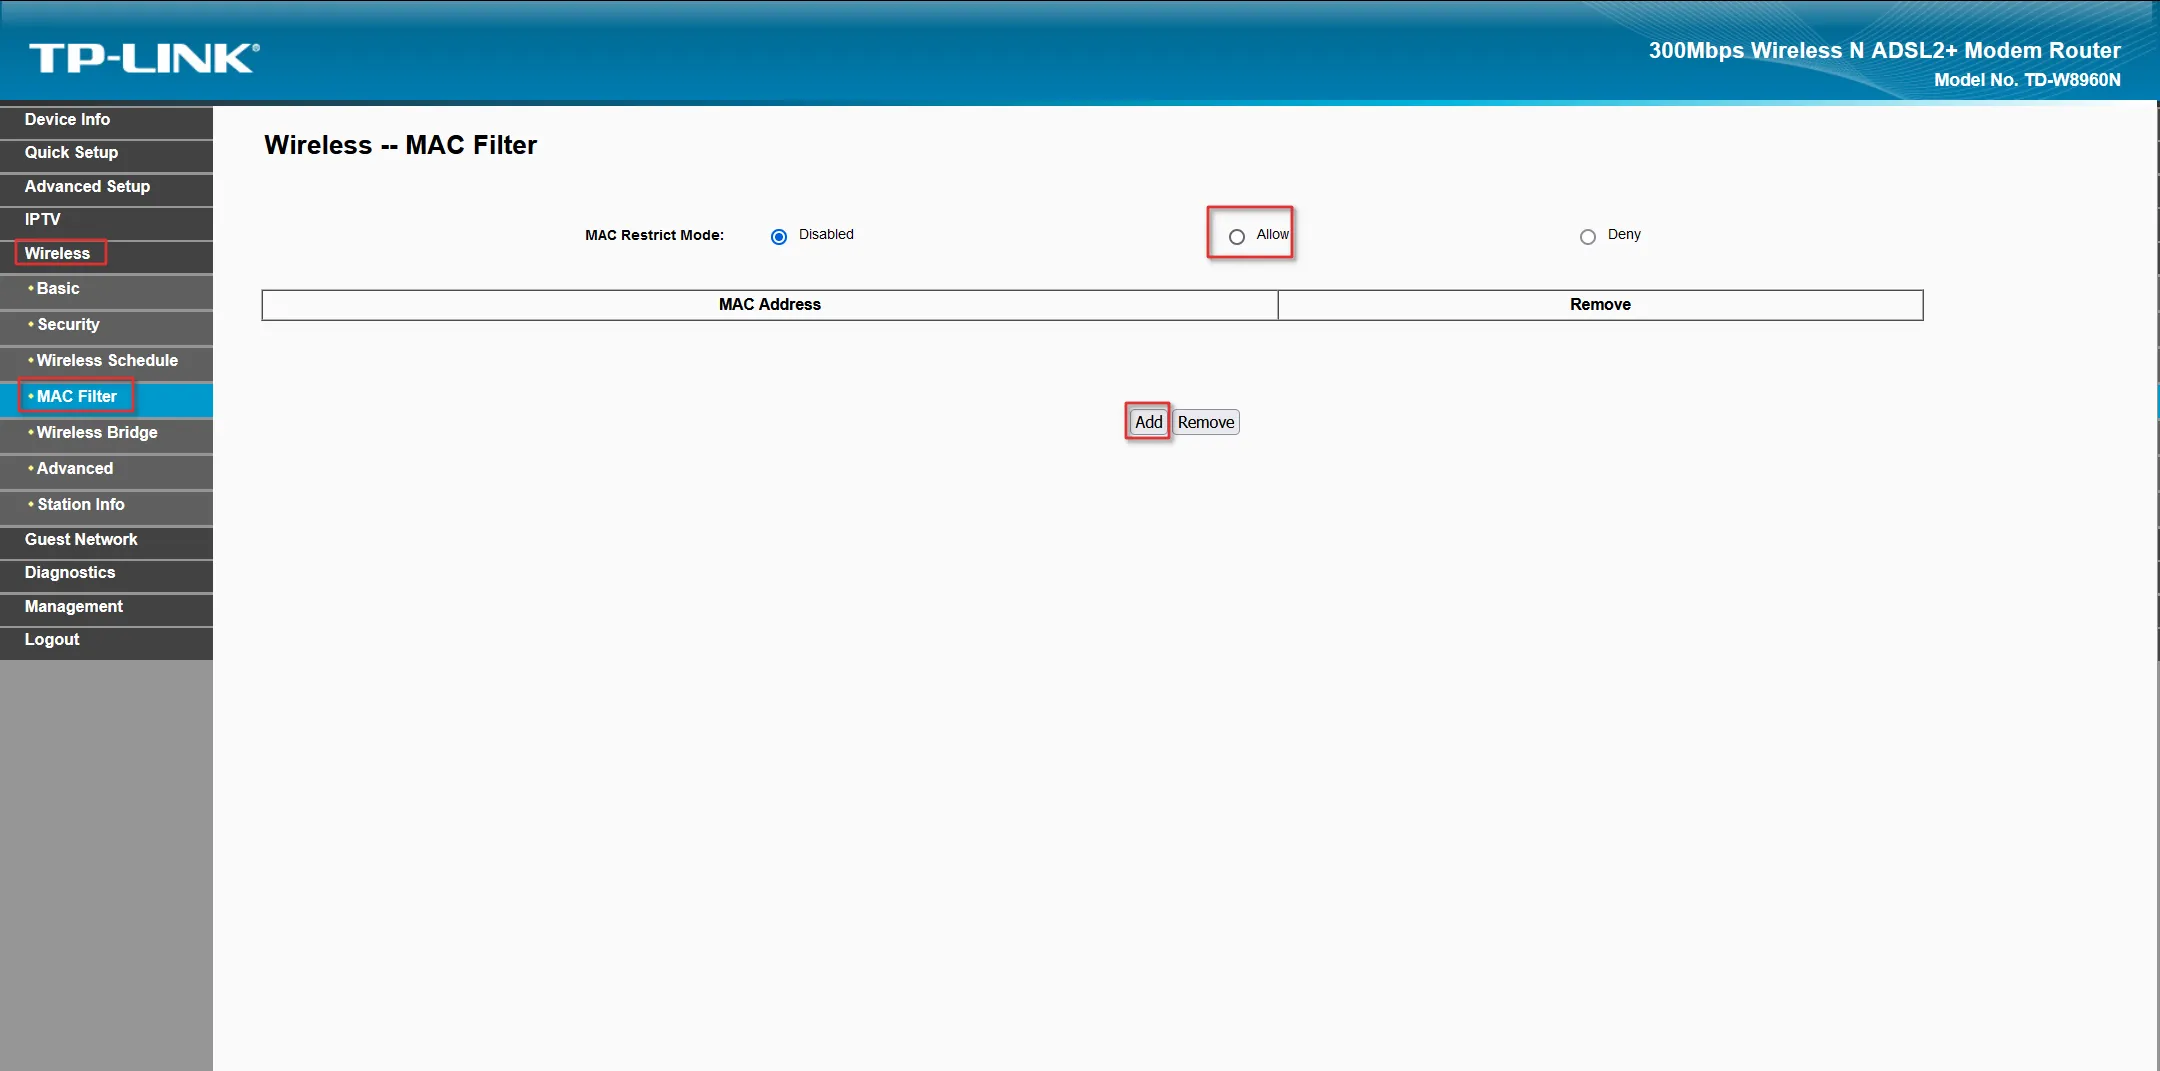 TP-LINK®
300Mbps Wireless N ADSL2+ Modem Router
Model No. TD-W8960N
Device Info
Quick Setup
Advanced Setup
IPTV
Wireless
• Basic
• Security
• Wireless Schedule
• MAC Filter
• Wireless Bridge
• Advanced
• Station Info
Guest Network
Diagnostics
Management
Logout
Wireless -- MAC Filter
MAC Restrict Mode: Disabled Allow Deny
MAC Address Remove
Add Remove